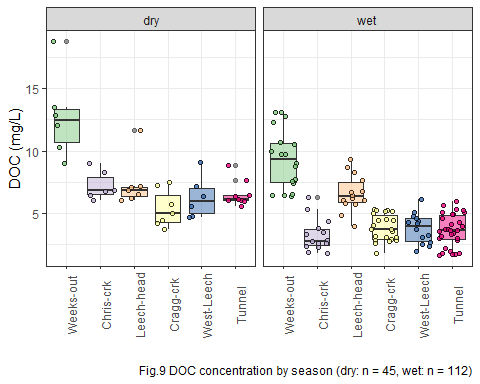 dry
wet
DOC (mg/L)
15
10
5
Weeks-out
Chris-crk
Leech-head
Cragg-crk
West-Leech
Tunnel
Weeks-out
Chris-crk
Leech-head
Cragg-crk
West-Leech
Tunnel
Fig.9 DOC concentration by season (dry: n = 45, wet: n = 112)